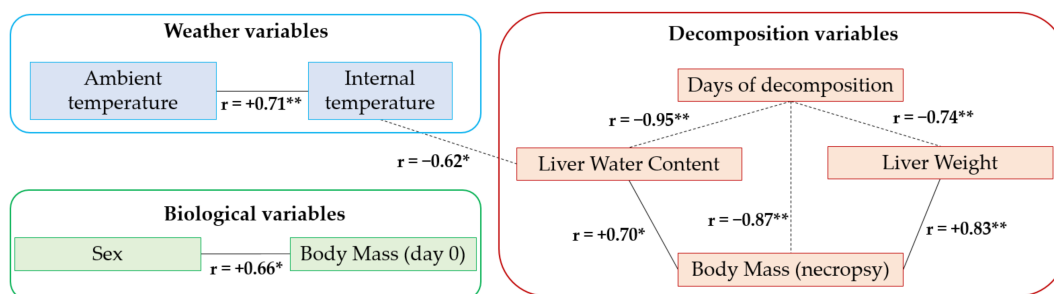 Weather variables
Ambient
temperature
r = +0.71**
Internal
temperature
r = −0.62*
Biological variables
Sex
r = +0.66*
Body Mass (day 0)
Decomposition variables
Days of decomposition
r = −0.95**
r = −0.74**
Liver Water Content
Liver Weight
r = +0.70*
r = −0.87**
r = +0.83**
Body Mass (necropsy)